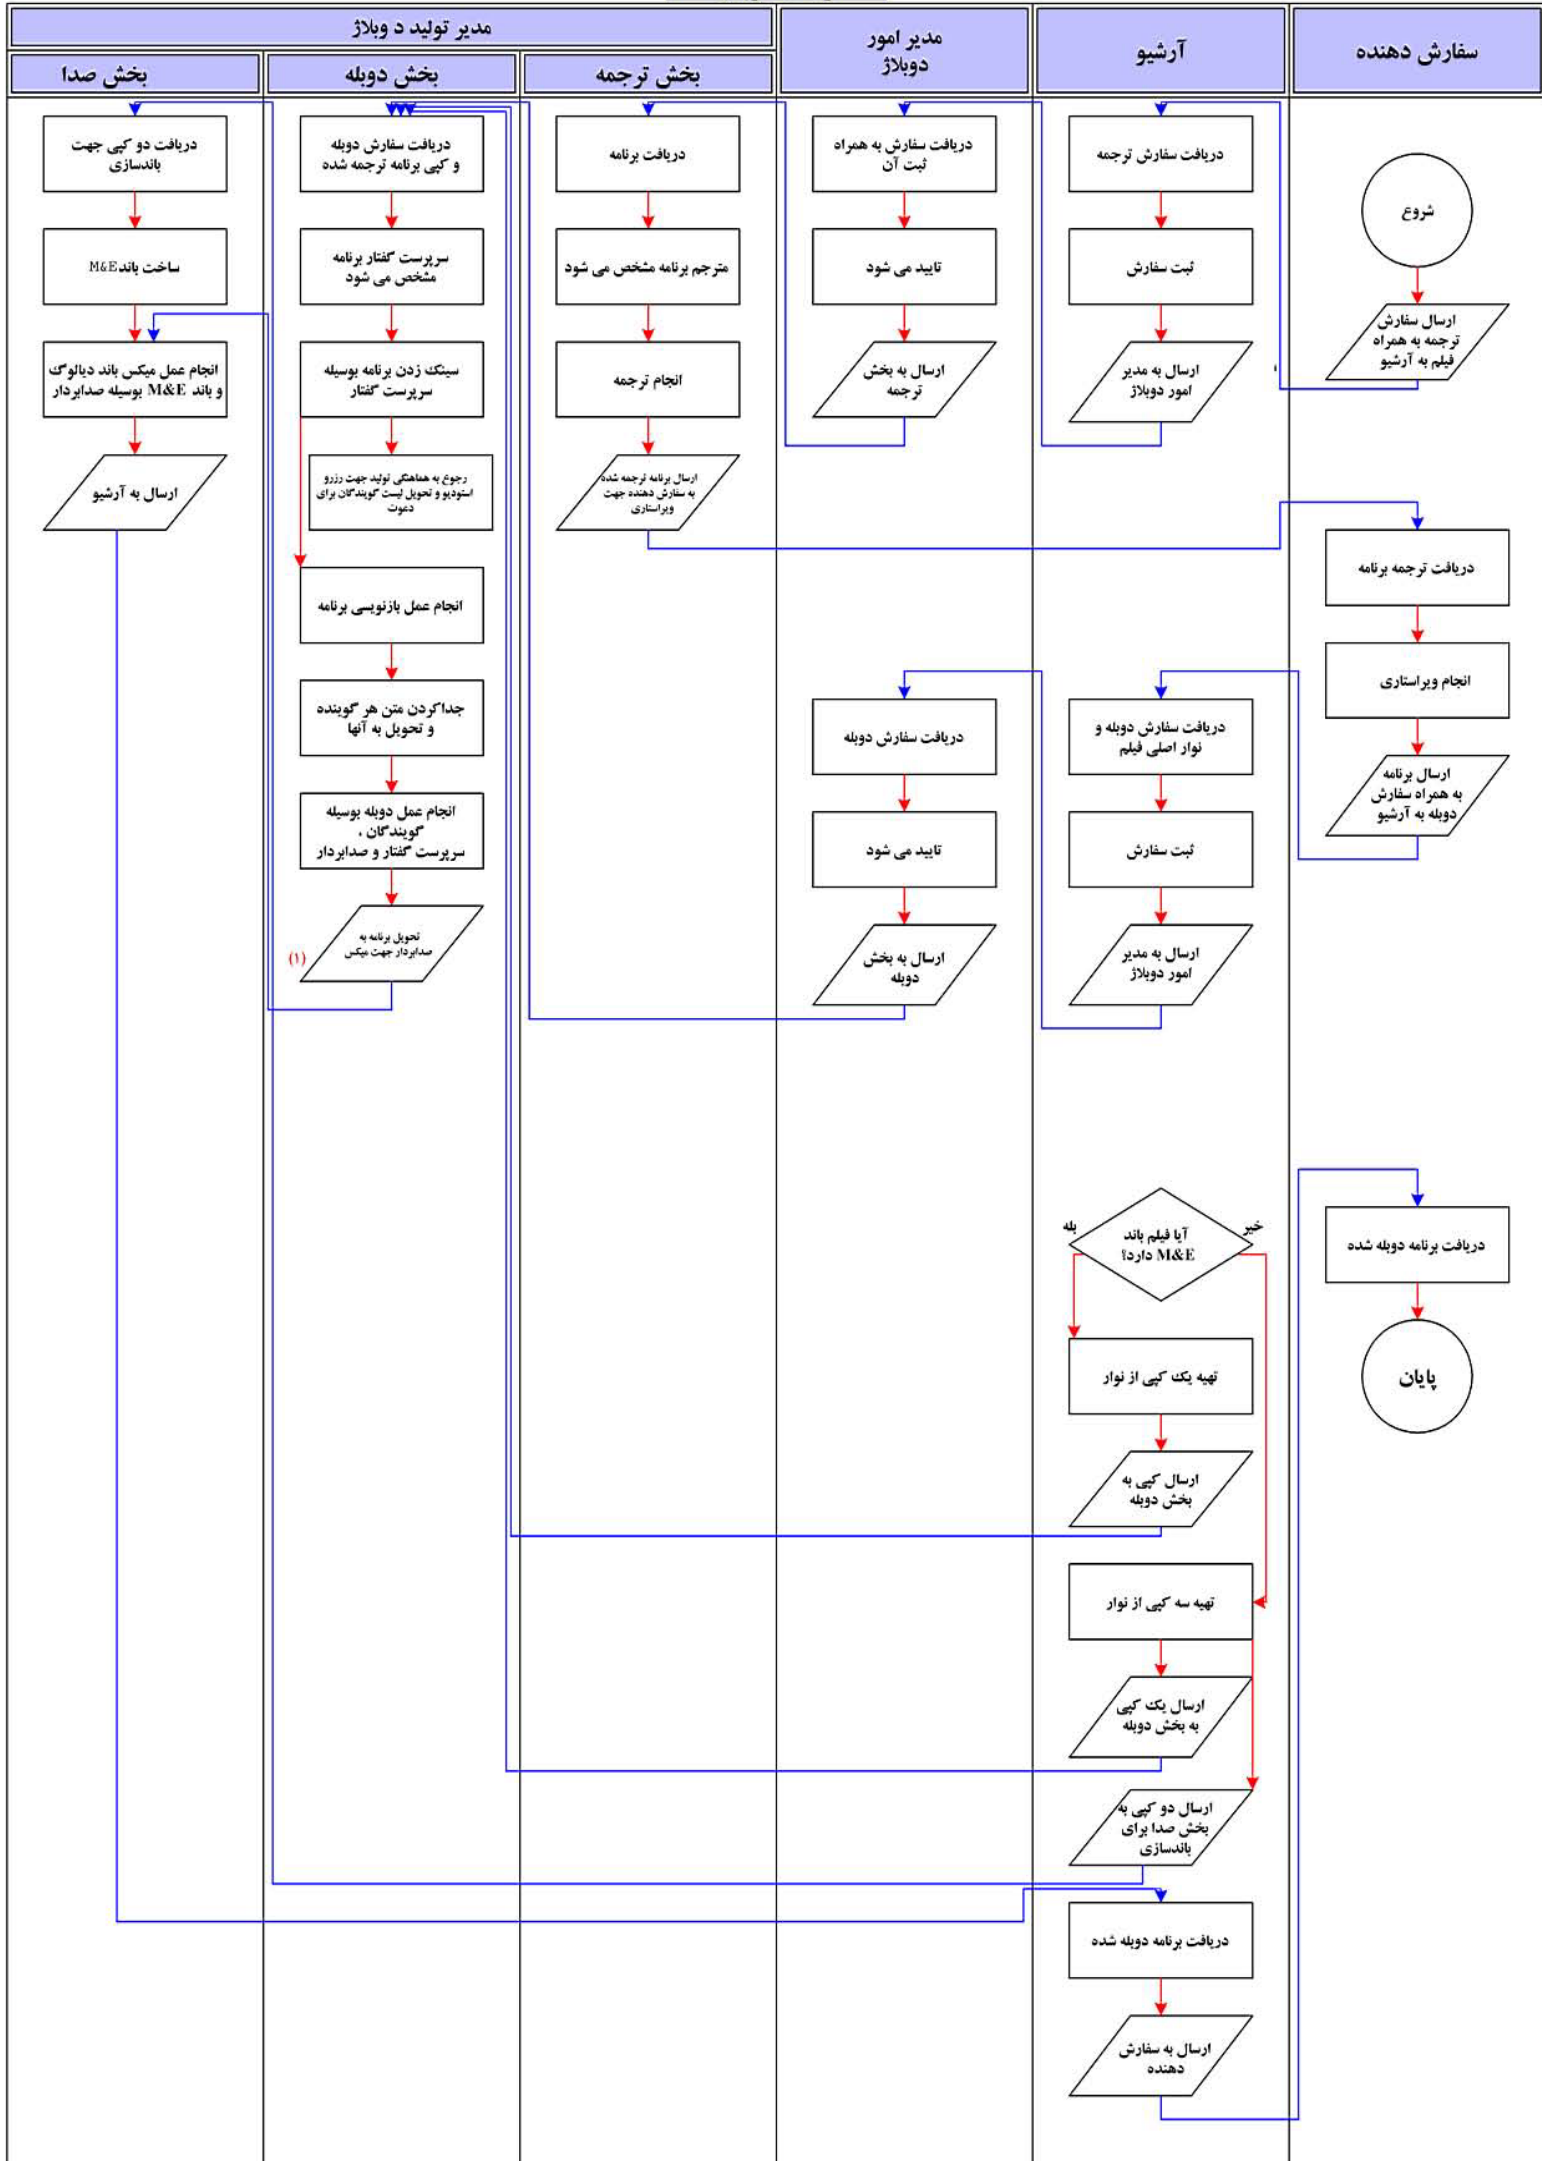 سفارش دهنده
آرشیو
مدیر امور
دوبلاژ
مدیر تولید د وبلاژ
بخش ترجمه
بخش دوبله
بخش صدا
شروع
ارسال سفارش
ترجمه به همراه
فیلم به آرشیو
دریافت ترجمه برنامه
انجام ویراستاری
ارسال برنامه
به همراه سفارش
دوبله به آرشیو
دریافت برنامه دوبله شده
پایان
دریافت سفارش ترجمه
ثبت سفارش
ارسال به مدیر
امور دوبلاژ
دریافت سفارش دوبله و
نوار اصلی فیلم
ثبت سفارش
ارسال به مدیر
امور دوبلاژ
خیر
آیا فیلم باند
M&E دارد؟
بله
تهیه یک کپی از نوار
ارسال کپی به
بخش دوبله
تهیه سه کپی از نوار
ارسال یک کپی
به بخش دوبله
ارسال دو کپی به
بخش صدا برای
باندسازی
دریافت برنامه دوبله شده
ارسال به سفارش
دهنده
دریافت سفارش به همراه
ثبت آن
تایید می شود
ارسال به بخش
ترجمه
دریافت سفارش دوبله
تایید می شود
ارسال به بخش
دوبله
دریافت برنامه
مترجم برنامه مشخص می شود
انجام ترجمه
ارسال برنامه ترجمه شده
به سفارش دهنده جهت
ویراستاری
دریافت سفارش دوبله
و کپی برنامه ترجمه شده
سرپرست گفتار برنامه
مشخص می شود
سینک زدن برنامه بوسیله
سرپرست گفتار
رجوع به هماهنگی تولید جهت رزرو
استودیو و تحویل لیست گویندگان برای
دعوت
انجام عمل بازنویسی برنامه
جداکردن متن هر گوینده
و تحویل به آنها
انجام عمل دوبله بوسیله
گویندگان ،
سرپرست گفتار و صدابردار
تحویل برنامه به
صدابردار جهت میکس
(۱)
دریافت دو کپی جهت
باندسازی
ساخت باند M&E
انجام عمل میکس باند دیالوگ
و باند M&E بوسیله صدابردار
ارسال به آرشیو